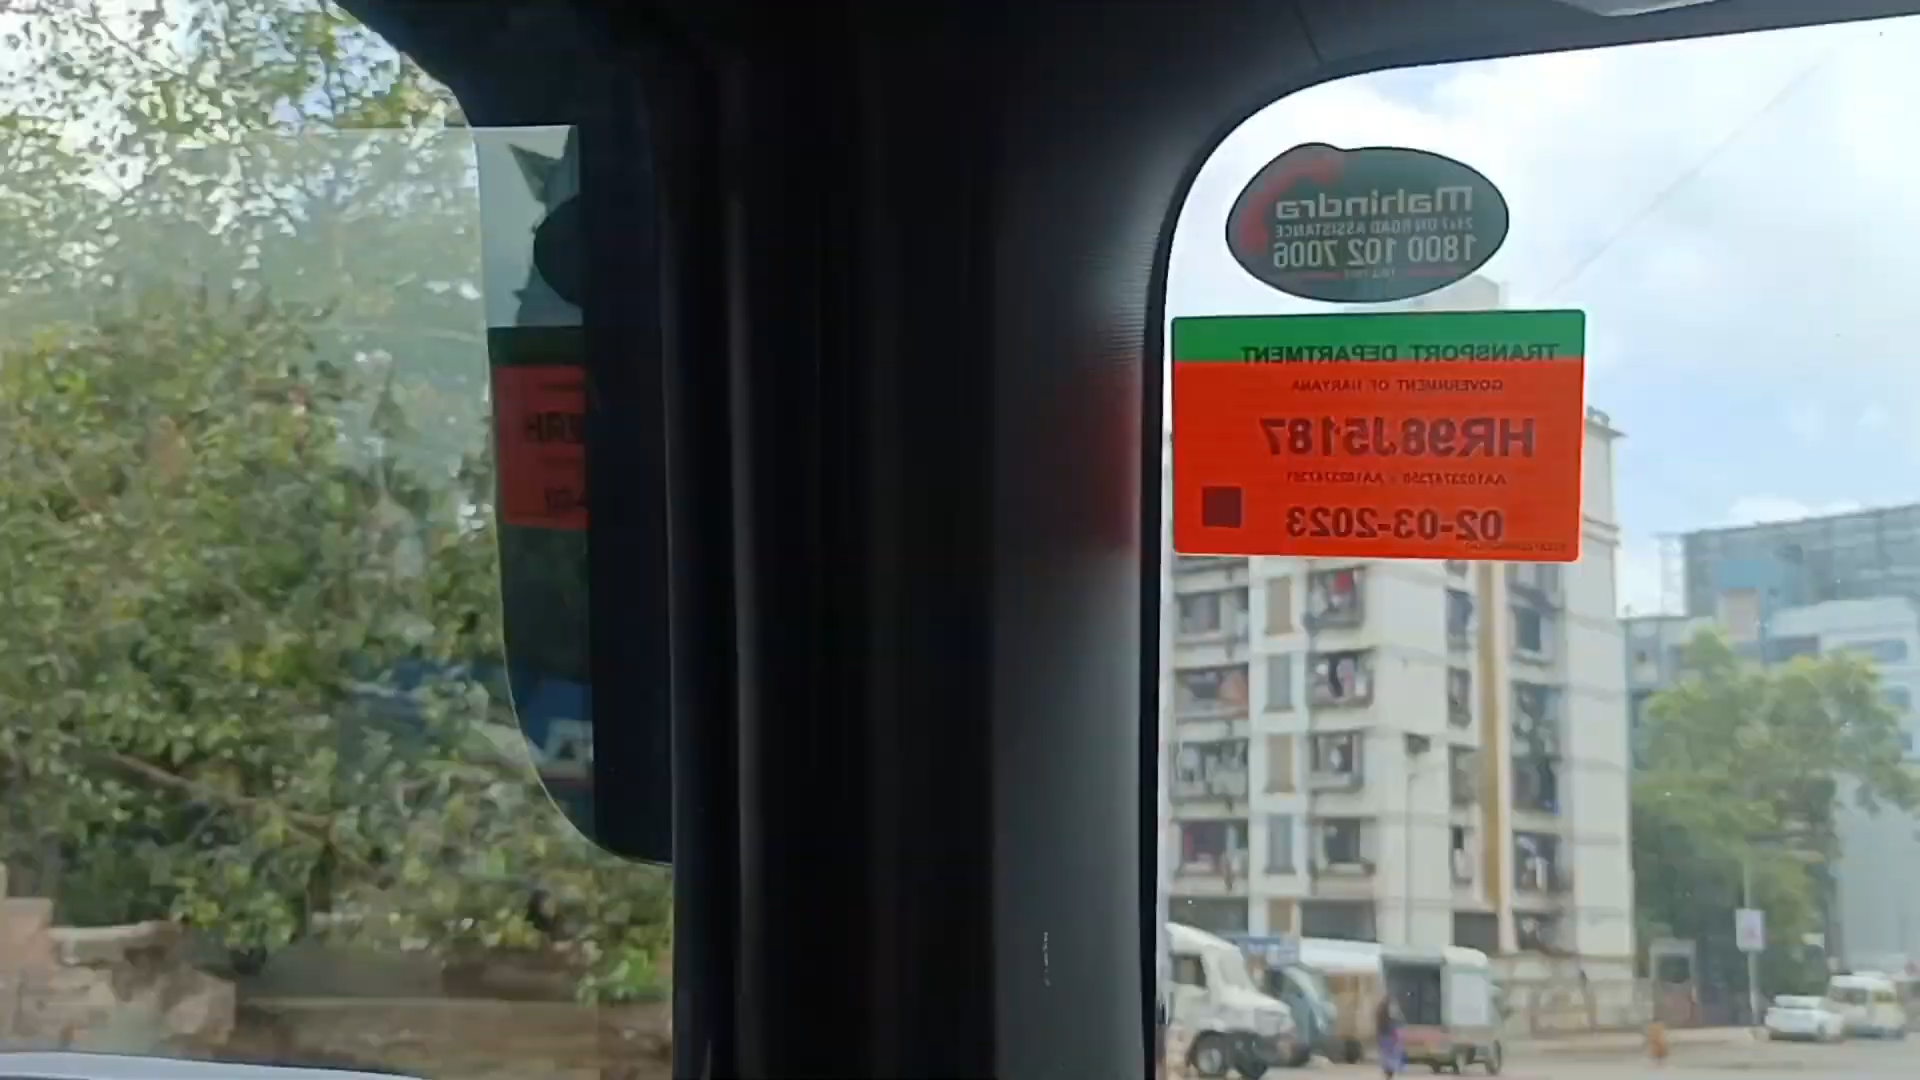 Mahindra
24x7 ON ROAD ASSISTANCE
1800 102 7006
TRANSPORT DEPARTMENT
GOVERNMENT OF HARYANA
HR98J5187
02-03-2023